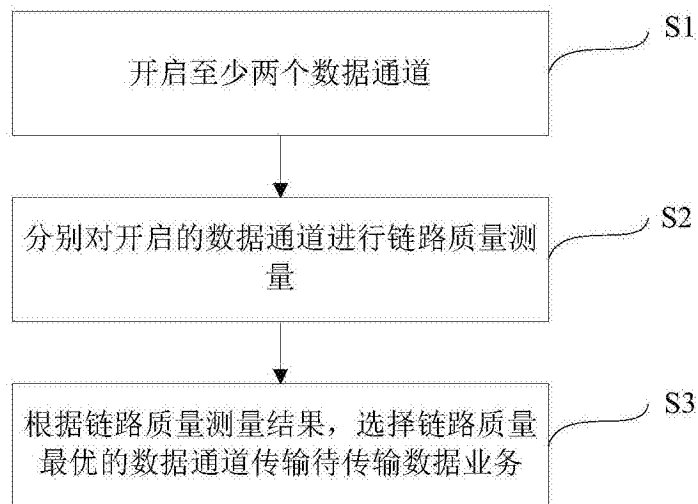 开启至少两个数据通道
S1
分别对开启的数据通道进行链路质量测
量
S2
根据链路质量测量结果，选择链路质量
最优的数据通道传输待传输数据业务
S3